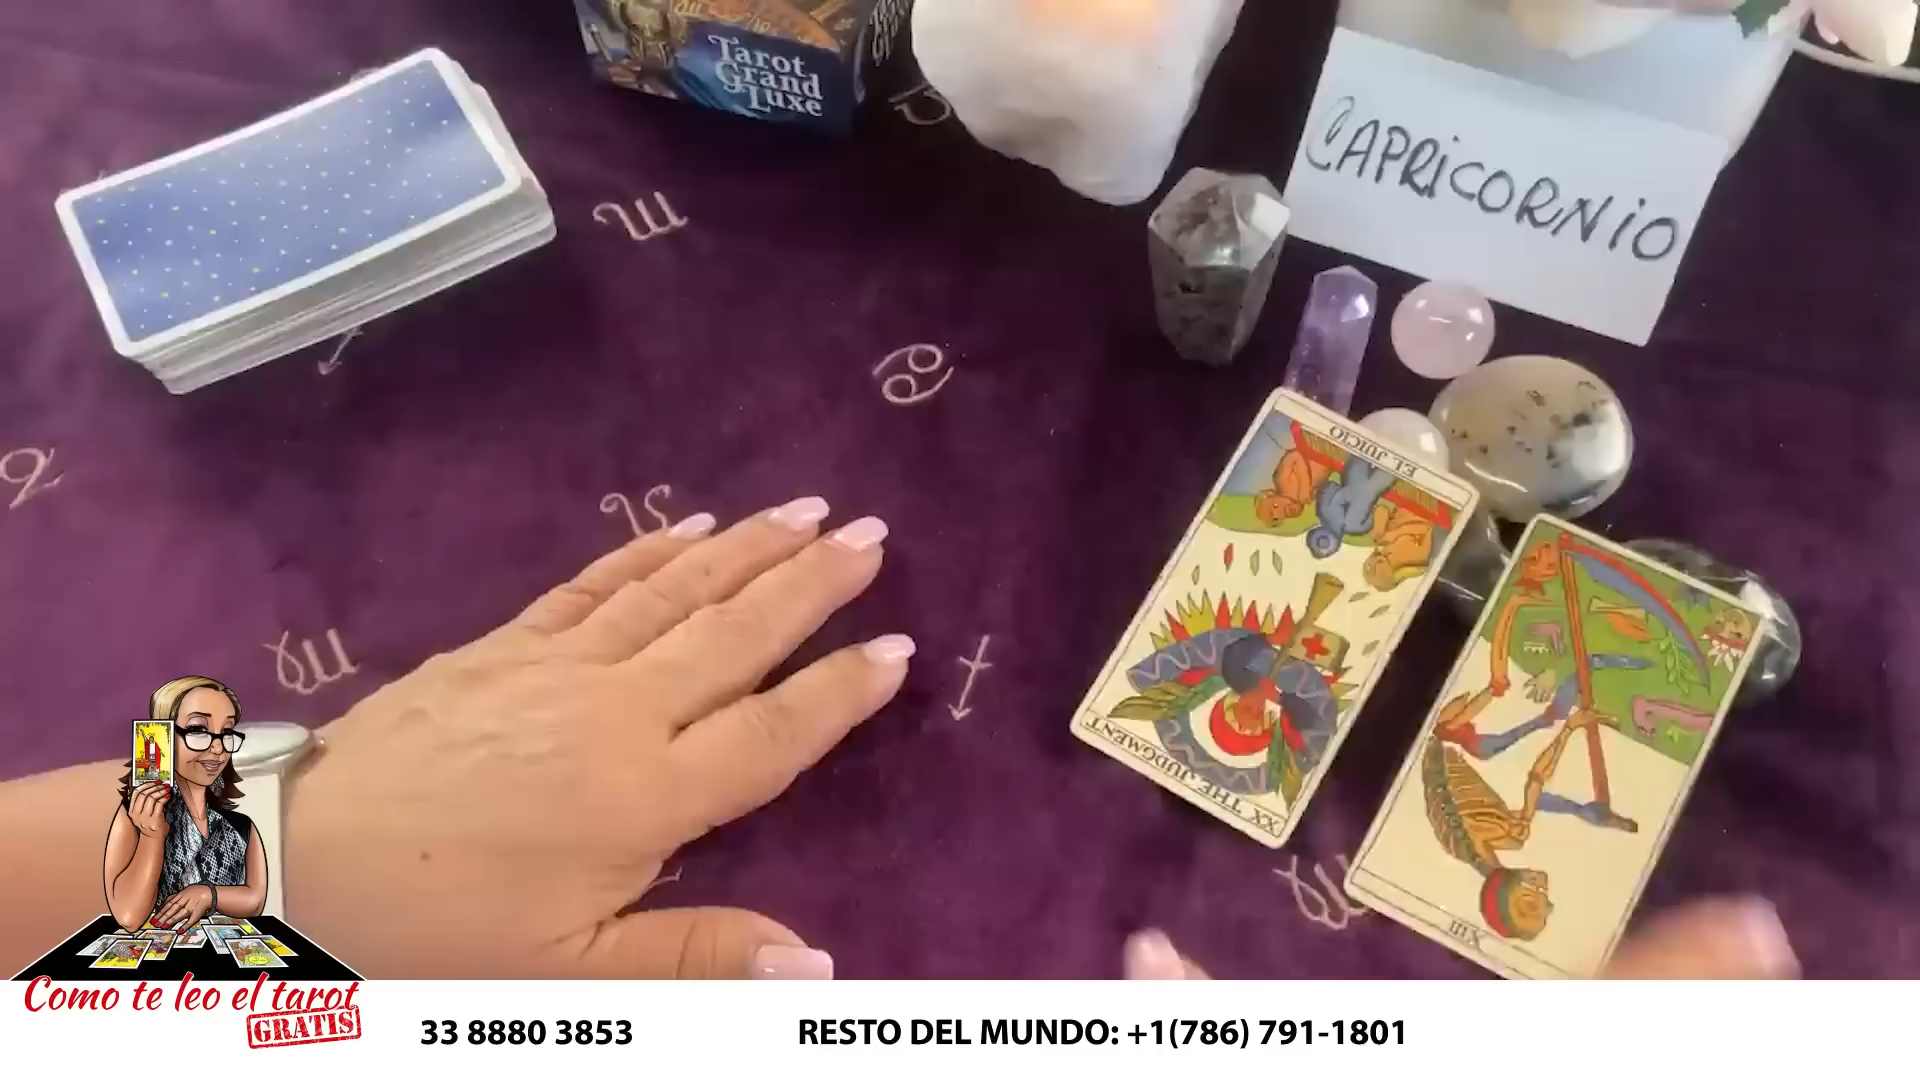 Tarot
Grand
Luxe
CAPRICORNIO
EL JUICIO
XX THE JUDGMENT
XIII
Como te leo el tarot
GRATIS
33 8880 3853
RESTO DEL MUNDO: +1(786) 791-1801